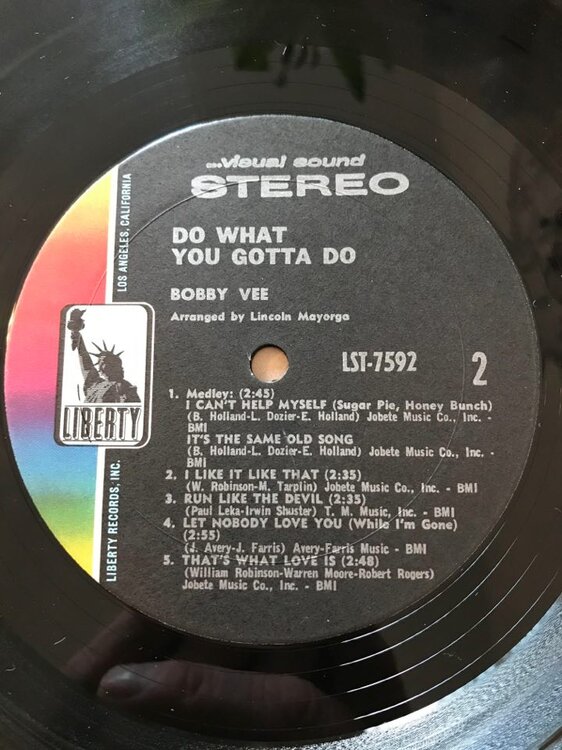 ...visual sound
STEREO
DO WHAT
YOU GOTTA DO
BOBBY VEE
Arranged by Lincoln Mayorga
LST-7592
2
1. Medley: (2:45)
I CAN'T HELP MYSELF (Sugar Pie, Honey Bunch)
(B. Holland-L. Dozier-E. Holland) Jobete Music Co., Inc. -
BMI
IT'S THE SAME OLD SONG
(B. Holland-L. Dozier-E. Holland) Jobete Music Co., Inc. -
BMI
2. I LIKE IT LIKE THAT (2:35)
(W. Robinson-M. Tarplin) Jobete Music Co., Inc. - BMI
3. RUN LIKE THE DEVIL (2:35)
(Paul Leka-Irwin Shuster) T. M. Music, Inc. - BMI
4. LET NOBODY LOVE YOU (While I'm Gone)
(2:55)
(J. Avery-J. Farris) Avery-Farris Music - BMI
5. THAT'S WHAT LOVE IS (2:48)
(William Robinson-Warren Moore-Robert Rogers)
Jobete Music Co., Inc. - BMI
LIBERTY
LIBERTY RECORDS, INC.
LOS ANGELES, CALIFORNIA